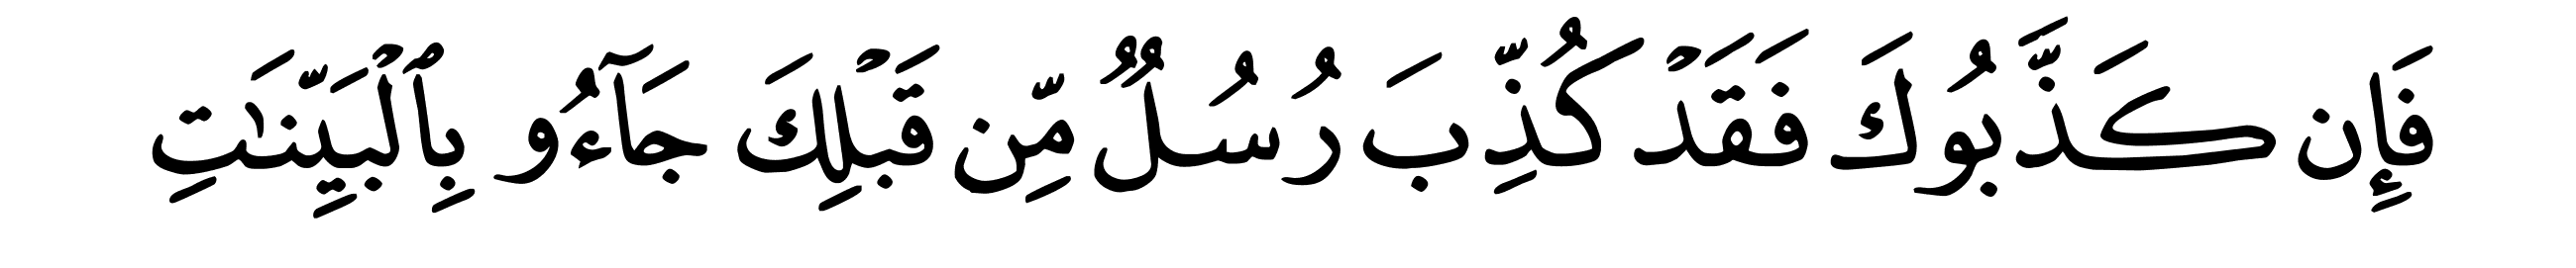 فَإِن كَذَّبُوكَ فَقَدْ كُذِّبَ رُسُلٌ مِّن قَبْلِكَ جَآءُو بِٱلْبَيِّنَٰتِ